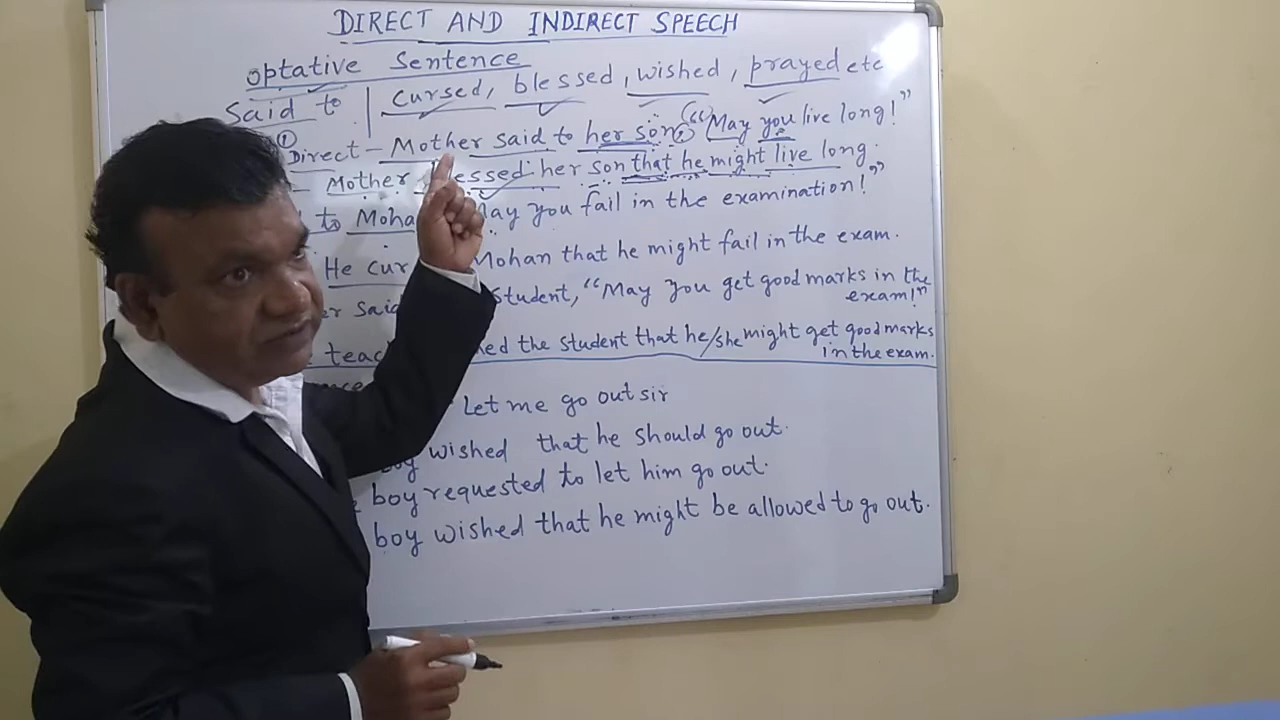 DIRECT AND INDIRECT SPEECH
optative Sentence
Said to | cursed, blessed, wished, prayed etc
① Direct - Mother said to her son, "May you live long!"
Mother blessed her son that he might live long.
to Moha May you fail in the examination!"
He cur Mohan that he might fail in the exam.
er said student, "May you get good marks in the
exam!"
teac ed the student that he/she might get good marks
in the exam.
Let me go out sir
boy wished that he should go out.
boy requested to let him go out.
boy wished that he might be allowed to go out.